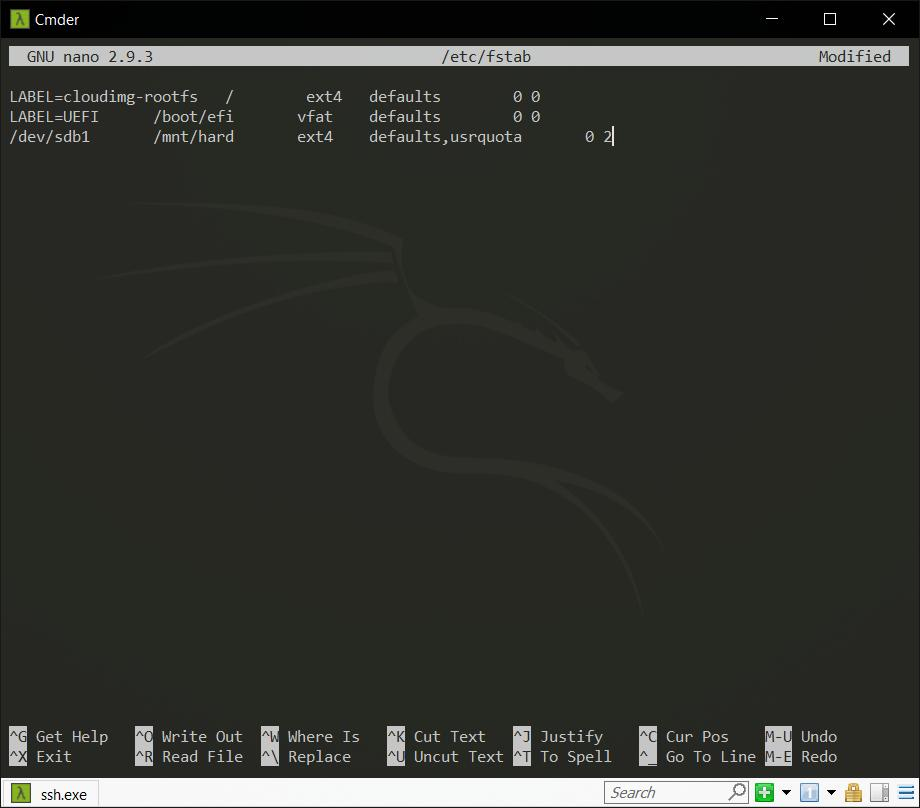 λ Cmder
GNU nano 2.9.3 /etc/fstab Modified
LABEL=cloudimg-rootfs / ext4 defaults 0 0
LABEL=UEFI /boot/efi vfat defaults 0 0
/dev/sdb1 /mnt/hard ext4 defaults,usrquota 0 2
^G Get Help ^O Write Out ^W Where Is ^K Cut Text ^J Justify ^C Cur Pos M-U Undo
^X Exit ^R Read File ^\ Replace ^U Uncut Text ^T To Spell ^_ Go To Line M-E Redo
λ ssh.exe Search 1